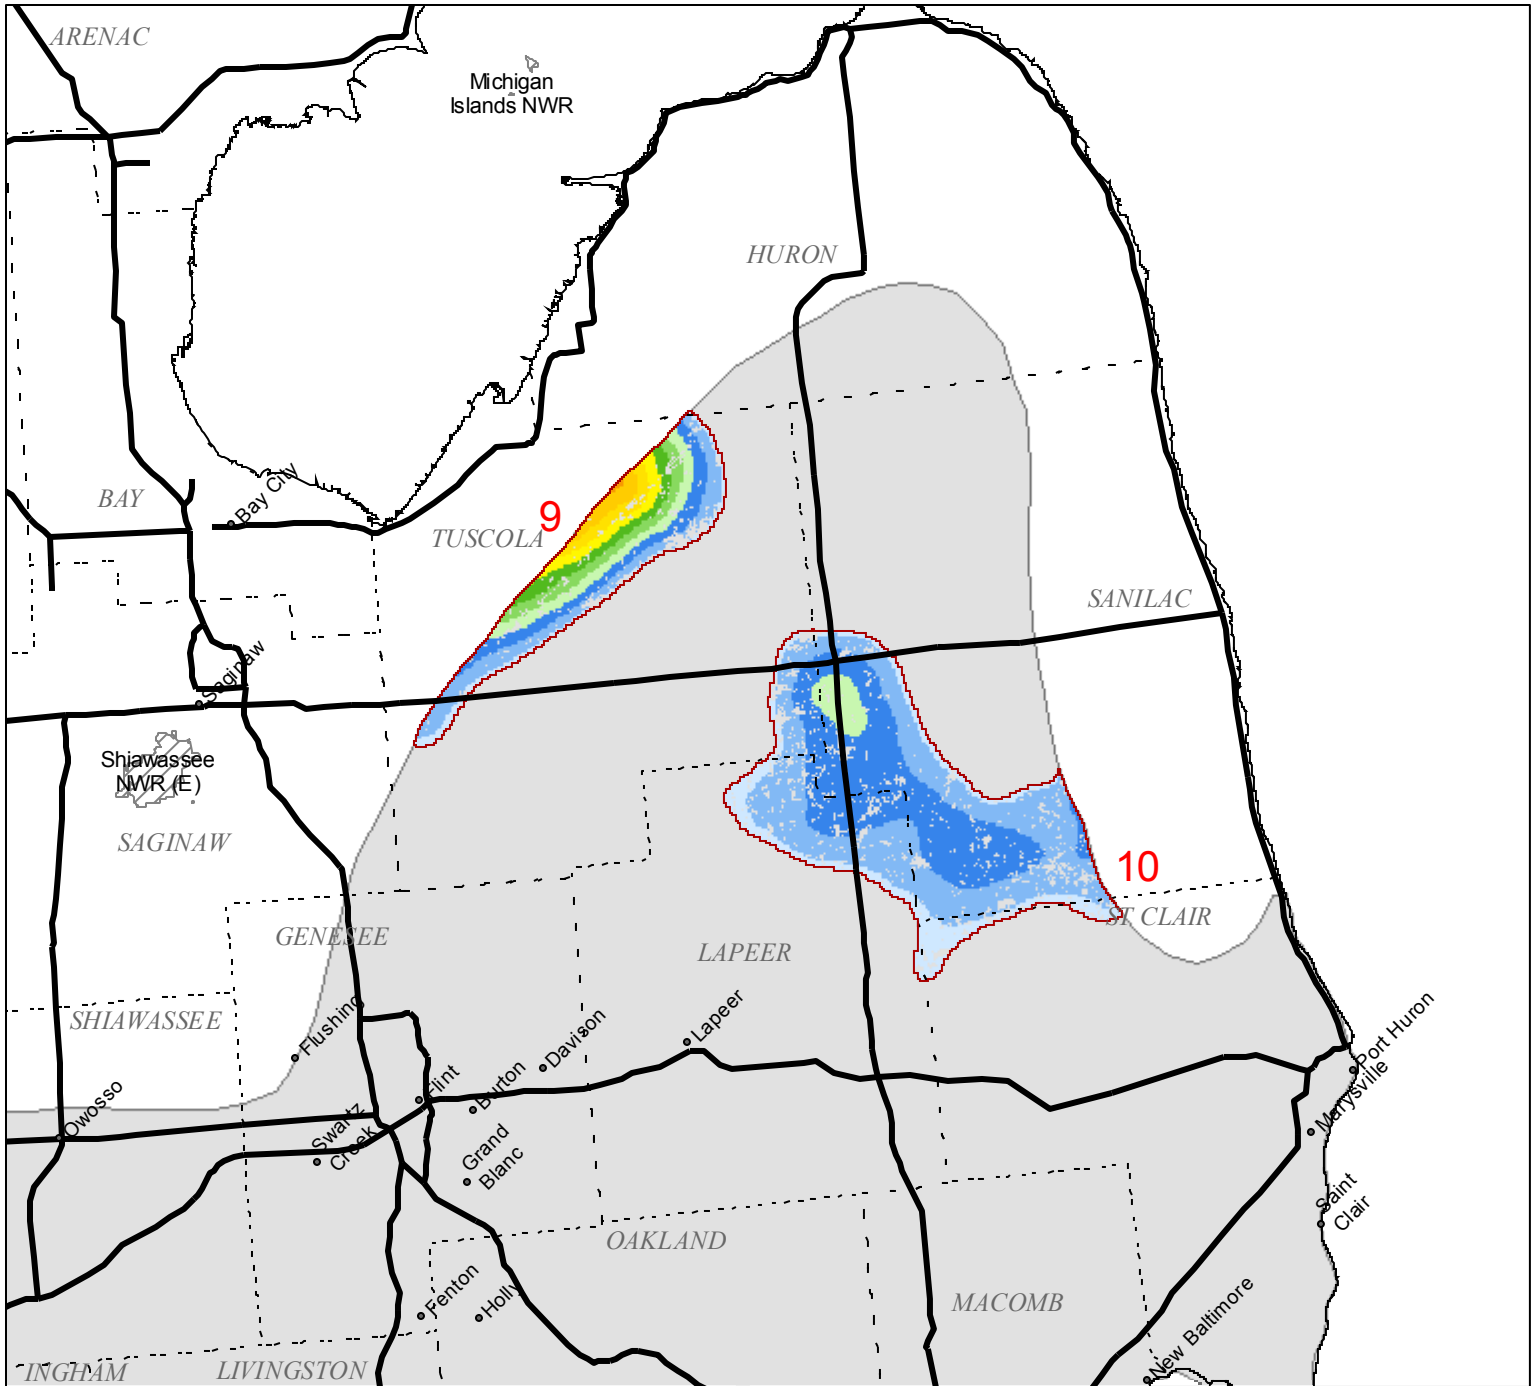 ARENAC
Michigan
Islands NWR
HURON
BAY
Bay City
9
TUSCOLA
SANILAC
Saginaw
Shiawassee
NWR (E)
SAGINAW
10
ST CLAIR
GENESEE
LAPEER
SHIAWASSEE
Flushing
Davison
Lapeer
Port Huron
Owosso
Flint
Burton
Marysville
Swartz
Creek
Grand
Blanc
Saint
Clair
OAKLAND
Fenton
Holly
MACOMB
New Baltimore
INGHAM
LIVINGSTON